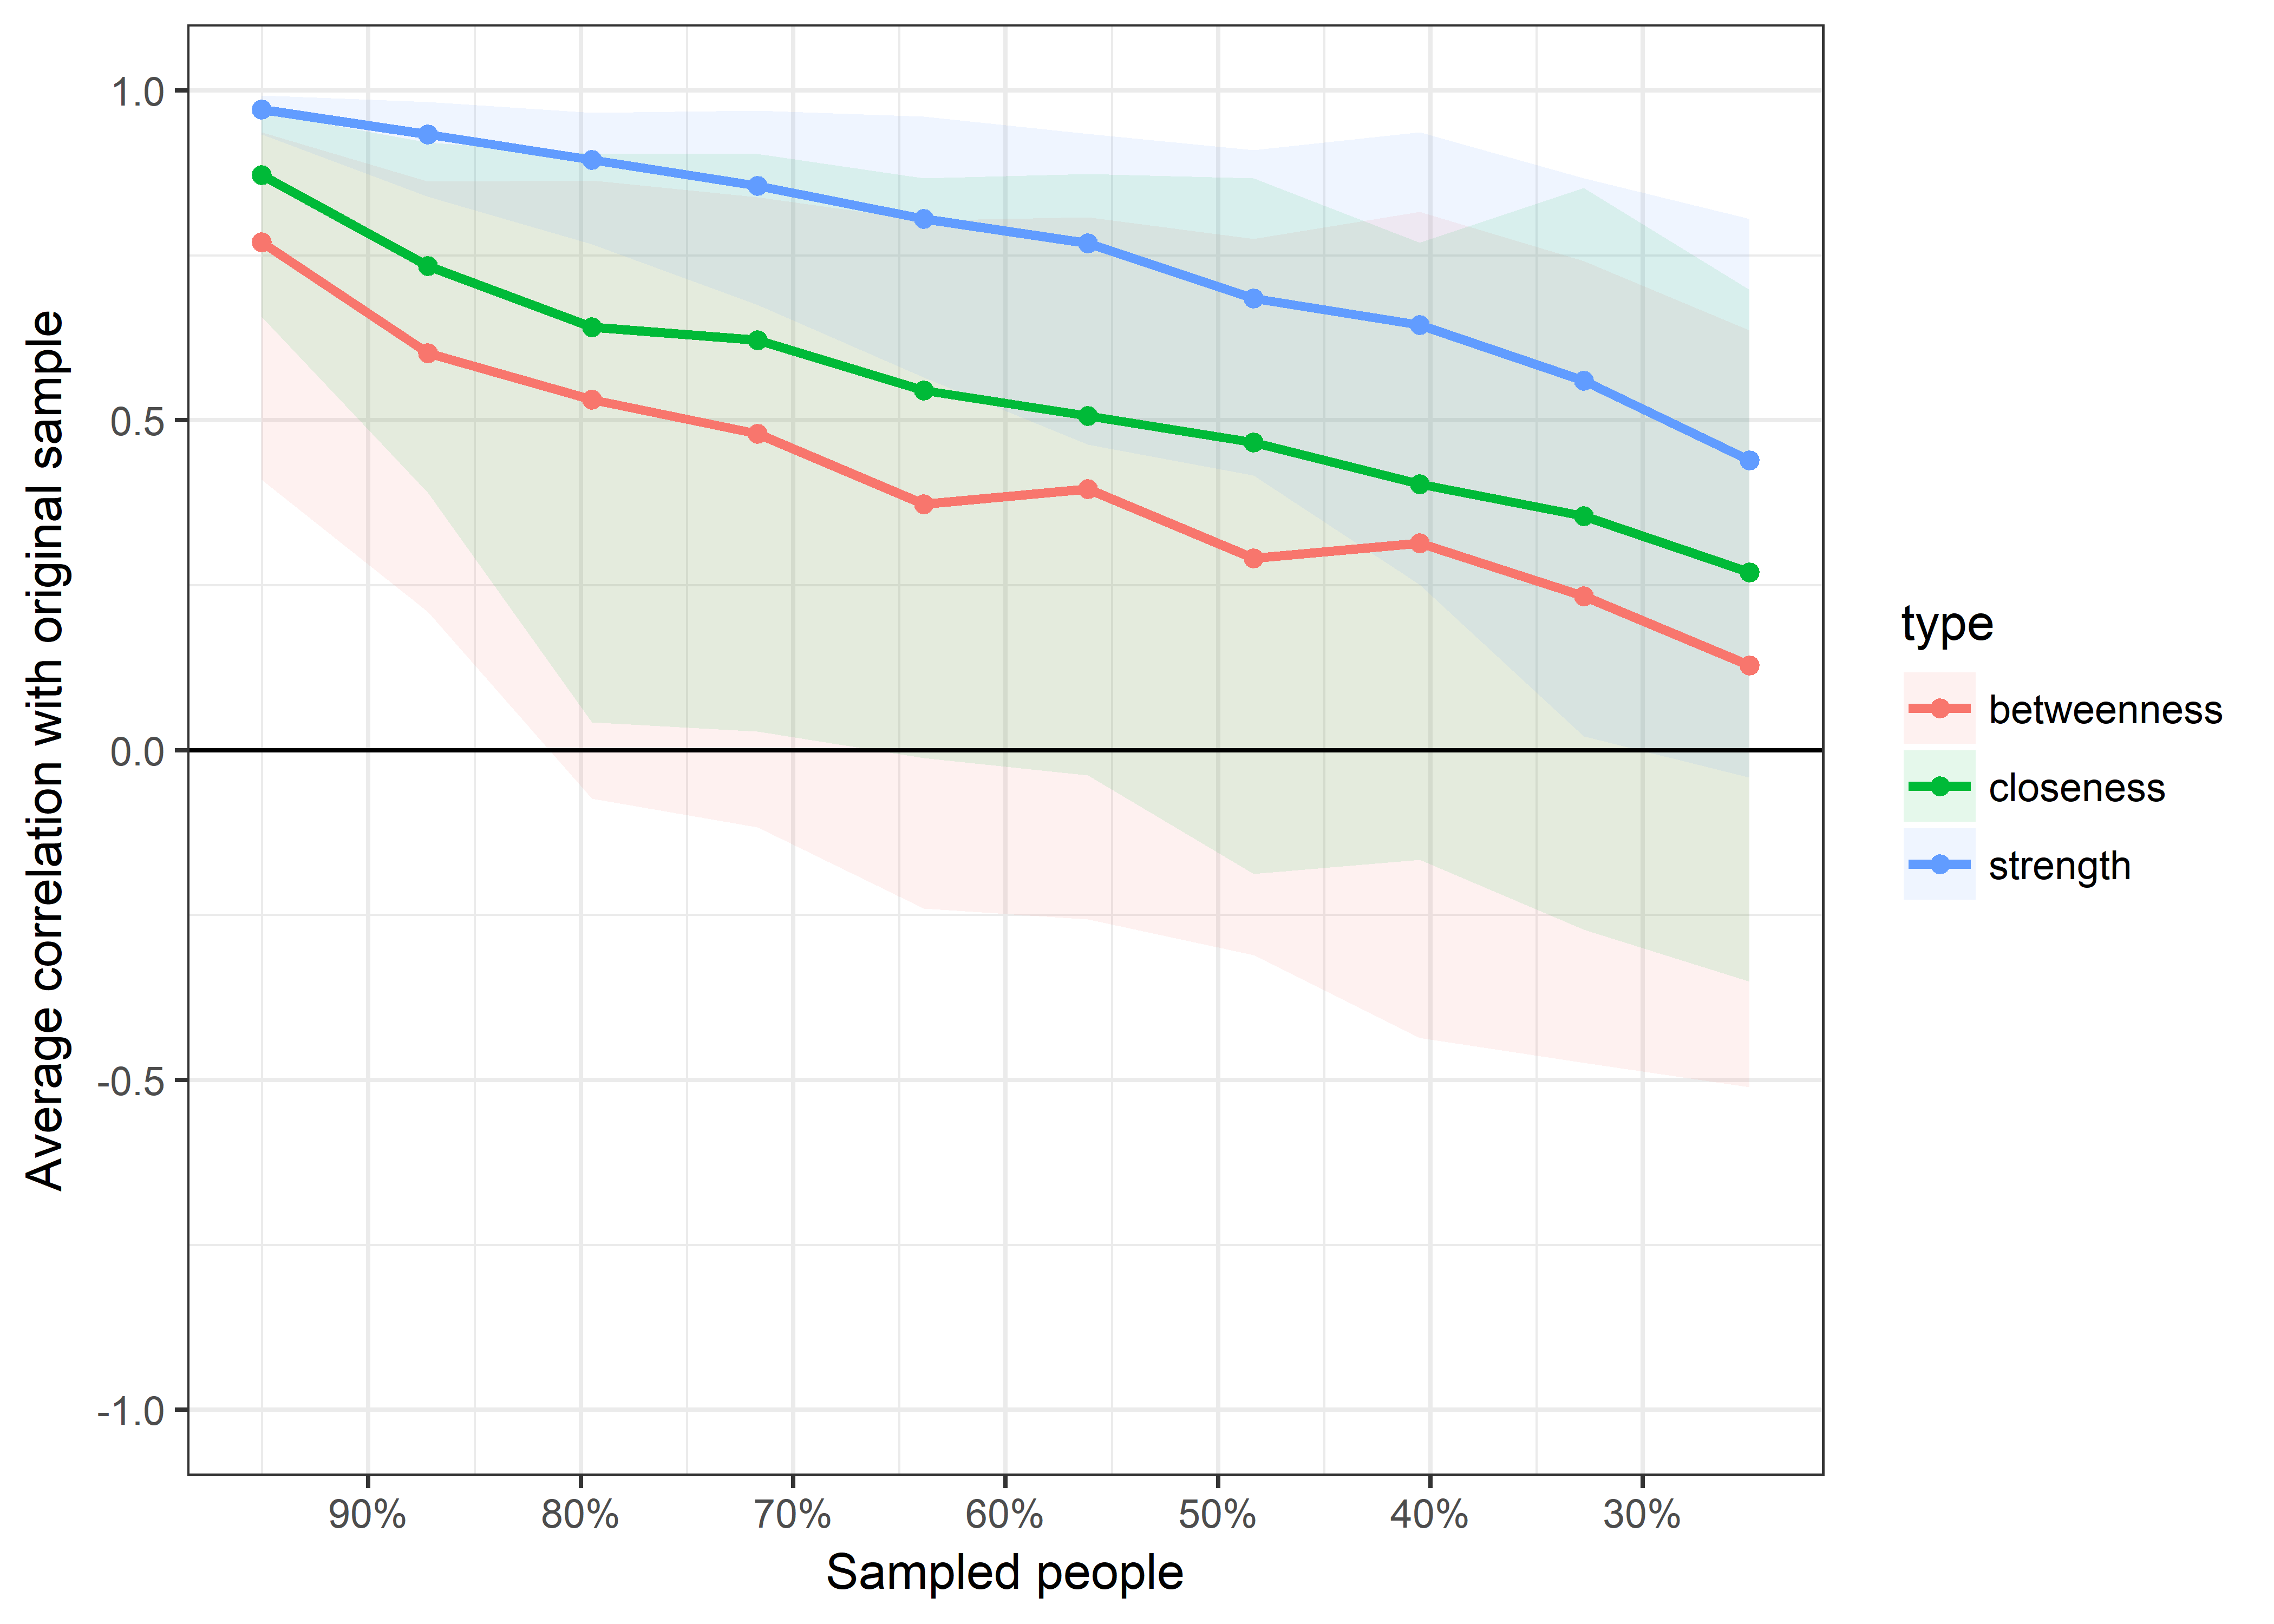 Average correlation with original sample
1.0
0.5
0.0
-0.5
-1.0
90% 80% 70% 60% 50% 40% 30%
Sampled people
type
betweenness
closeness
strength